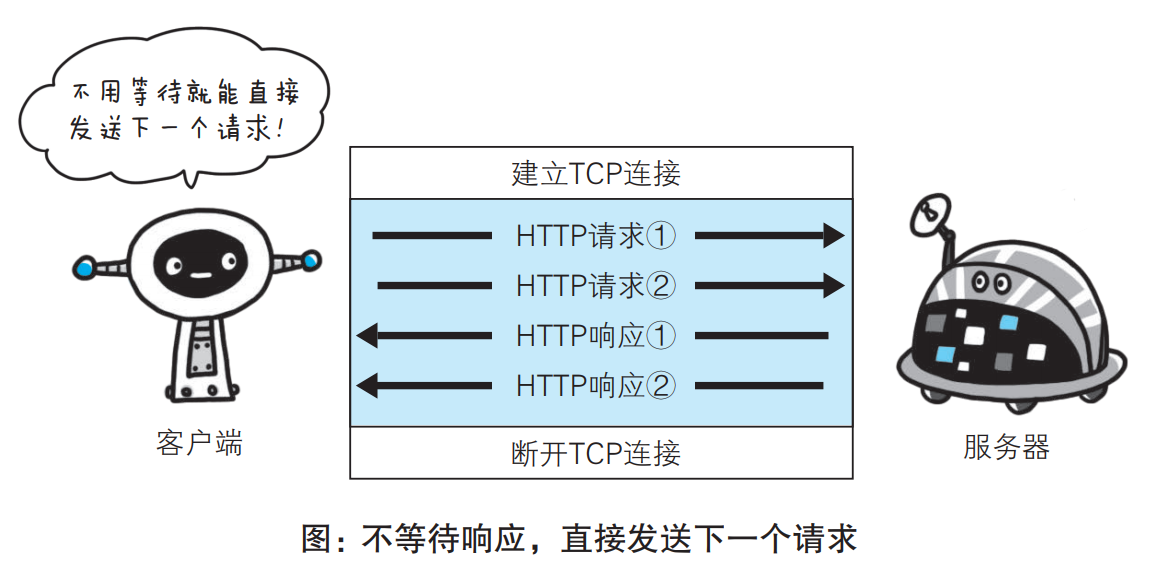 不用等待就能直接
发送下一个请求!
建立TCP连接
HTTP请求①
HTTP请求②
HTTP响应①
HTTP响应②
断开TCP连接
客户端
服务器
图：不等待响应，直接发送下一个请求